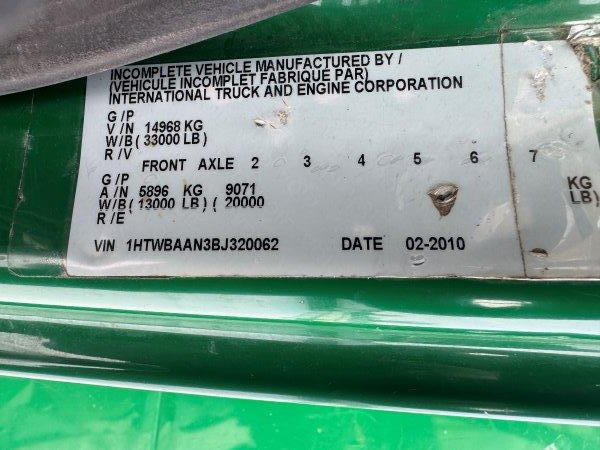 INCOMPLETE VEHICLE MANUFACTURED BY /
(VEHICULE INCOMPLET FABRIQUE PAR)
INTERNATIONAL TRUCK AND ENGINE CORPORATION
G /P
V /N 14968 KG
W/B ( 33000 LB )
R /V
FRONT AXLE 2 3 4 5 6 7
G /P
A /N 5896 KG 9071 KG
W/B ( 13000 LB ) ( 20000 LB)
R /E
VIN 1HTWBAAN3BJ320062 DATE 02-2010